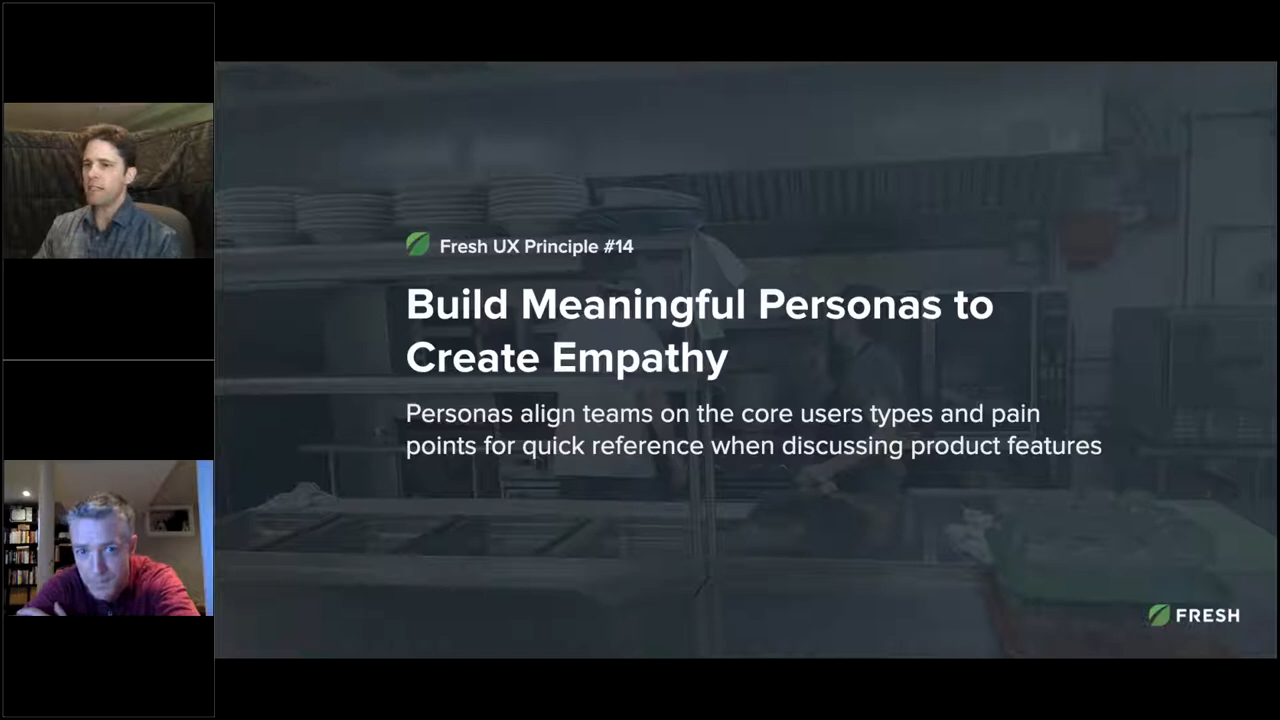 Fresh UX Principle #14
Build Meaningful Personas to
Create Empathy
Personas align teams on the core users types and pain
points for quick reference when discussing product features
FRESH